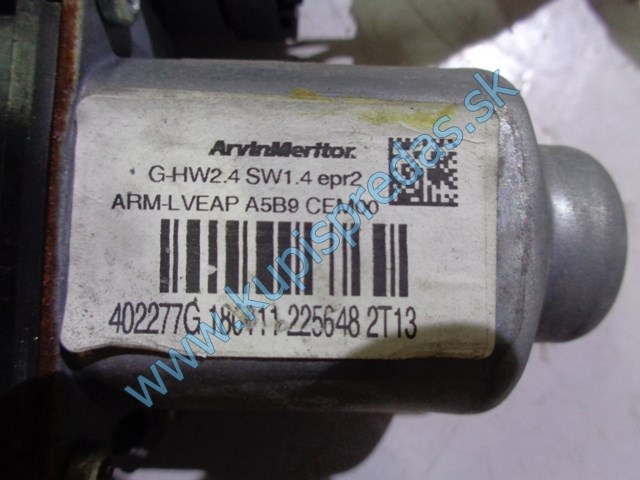 ArvinMeritor.
G-HW2.4 SW1.4 epr2
ARM-LVEAP A5B9 CEM00
402277G 180711 225648 2T13
www.kupispredas.sk